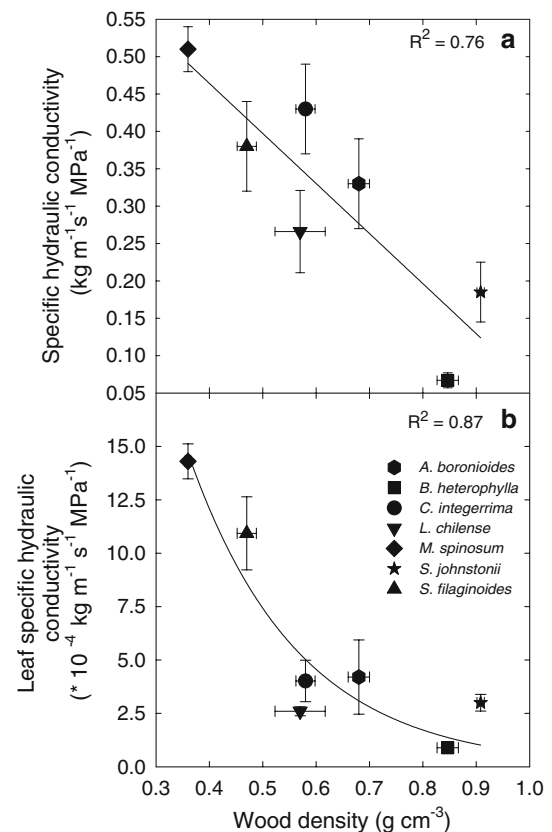 R² = 0.76 a
Specific hydraulic conductivity
(kg m⁻¹s⁻¹ MPa⁻¹)
0.55
0.50
0.45
0.40
0.35
0.30
0.25
0.20
0.15
0.10
0.05
R² = 0.87 b
Leaf specific hydraulic
conductivity
(* 10⁻⁴ kg m⁻¹s⁻¹ MPa⁻¹)
15.0
12.5
10.0
7.5
5.0
2.5
0.0
A. boronioides
B. heterophylla
C. integerrima
L. chilense
M. spinosum
S. johnstonii
S. filaginoides
0.3 0.4 0.5 0.6 0.7 0.8 0.9 1.0
Wood density (g cm⁻³)